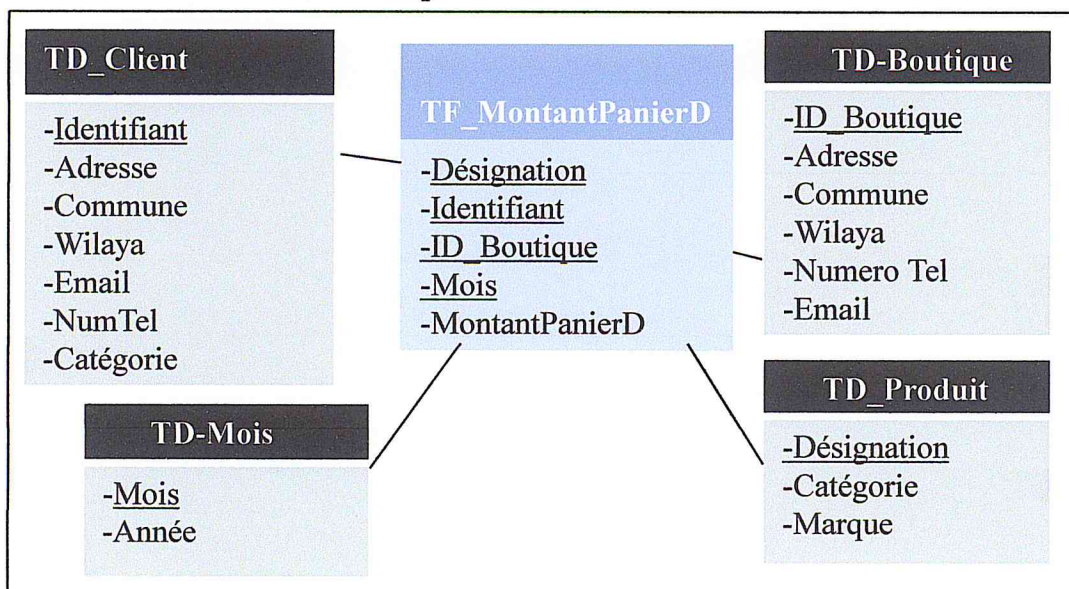 TD_Client
-Identifiant
-Adresse
-Commune
-Wilaya
-Email
-NumTel
-Catégorie
TF_MontantPanierD
-Désignation
-Identifiant
-ID_Boutique
-Mois
-MontantPanierD
TD-Boutique
-ID_Boutique
-Adresse
-Commune
-Wilaya
-Numero Tel
-Email
TD-Mois
-Mois
-Année
TD_Produit
-Désignation
-Catégorie
-Marque